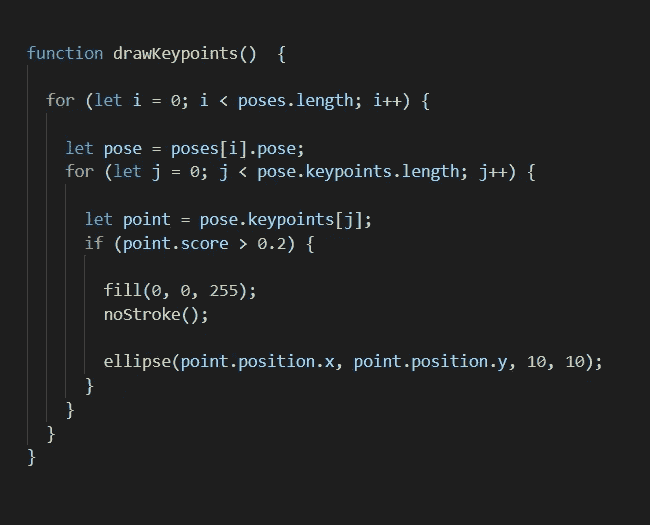 function drawKeypoints()  {
for (let i = 0; i < poses.length; i++) {
let pose = poses[i].pose;
for (let j = 0; j < pose.keypoints.length; j++) {
let point = pose.keypoints[j];
if (point.score > 0.2) {
fill(0, 0, 255);
noStroke();
ellipse(point.position.x, point.position.y, 10, 10);
}
}
}
}